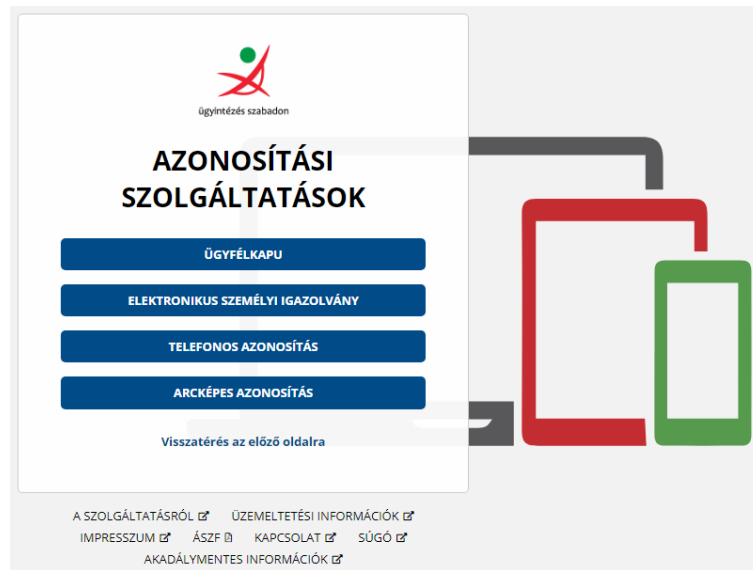 ügyintézés szabadon
AZONOSÍTÁSI
SZOLGÁLTATÁSOK
ÜGYFÉLKAPU
ELEKTRONIKUS SZEMÉLYI IGAZOLVÁNY
TELEFONOS AZONOSÍTÁS
ARCKÉPES AZONOSÍTÁS
Visszatérés az előző oldalra
A SZOLGÁLTATÁSRÓL ÜZEMELTETÉSI INFORMÁCIÓK
IMPRESSZUM ÁSZF KAPCSOLAT SÚGÓ
AKADÁLYMENTES INFORMÁCIÓK